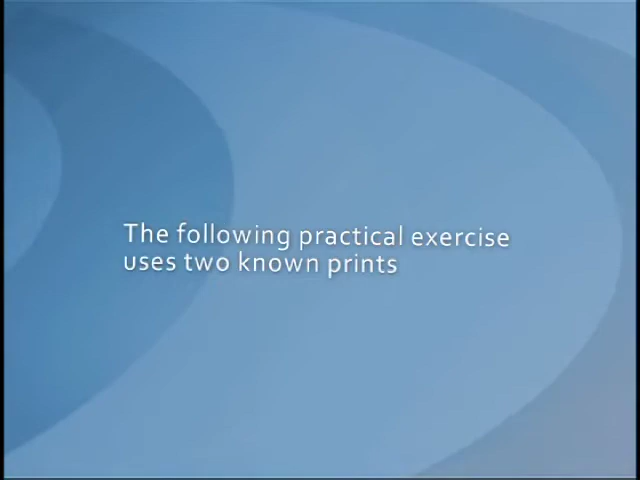 The following practical exercise
uses two known prints